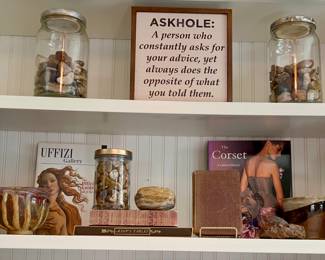 ASKHOLE:
A person who
constantly asks for
your advice, yet
always does the
opposite of what
you told them.
UFFIZI
Gallery
The
Corset